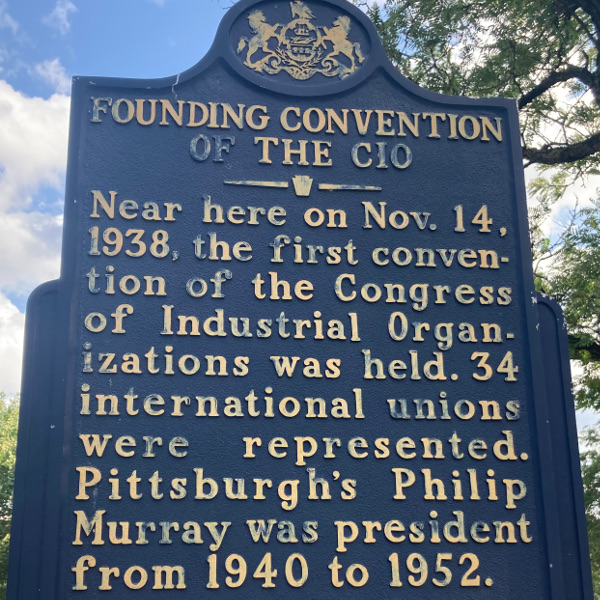 FOUNDING CONVENTION
OF THE CIO
Near here on Nov. 14,
1938, the first conven-
tion of the Congress
of Industrial Organ-
izations was held. 34
international unions
were represented.
Pittsburgh's Philip
Murray was president
from 1940 to 1952.